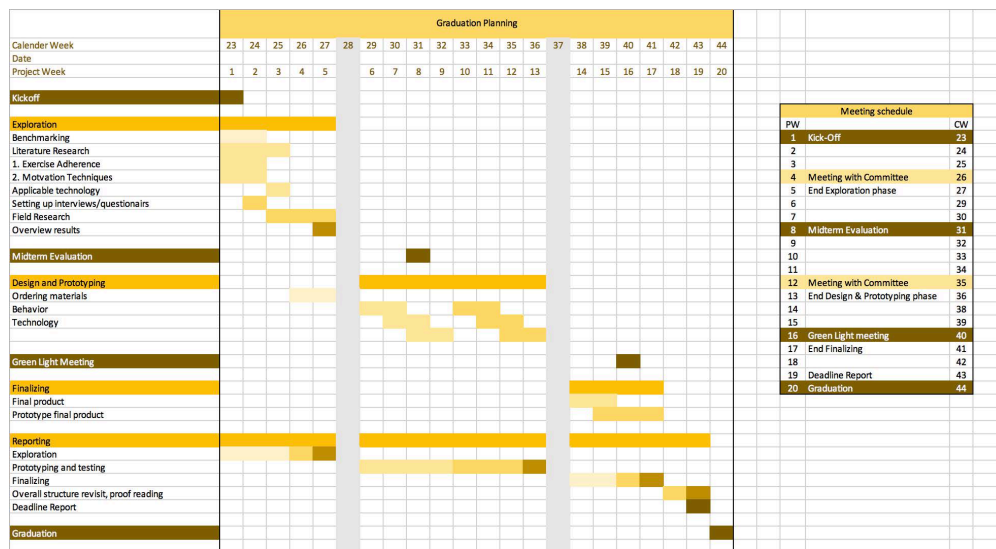 Graduation Planning
Calender Week 23 24 25 26 27 28 29 30 31 32 33 34 35 36 37 38 39 40 41 42 43 44
Date
Project Week 1 2 3 4 5 6 7 8 9 10 11 12 13 14 15 16 17 18 19 20
Kickoff
Exploration
Benchmarking
Literature Research
1. Exercise Adherence
2. Motvation Techniques
Applicable technology
Setting up interviews/questionairs
Field Research
Overview results
Midterm Evaluation
Design and Prototyping
Ordering materials
Behavior
Technology
Green Light Meeting
Finalizing
Final product
Prototype final product
Reporting
Exploration
Prototyping and testing
Finalizing
Overall structure revisit, proof reading
Deadline Report
Graduation
Meeting schedule
PW CW
1 Kick-Off 23
2 24
3 25
4 Meeting with Committee 26
5 End Exploration phase 27
6 29
7 30
8 Midterm Evaluation 31
9 32
10 33
11 34
12 Meeting with Committee 35
13 End Design & Prototyping phase 36
14 38
15 39
16 Green Light meeting 40
17 End Finalizing 41
18 42
19 Deadline Report 43
20 Graduation 44